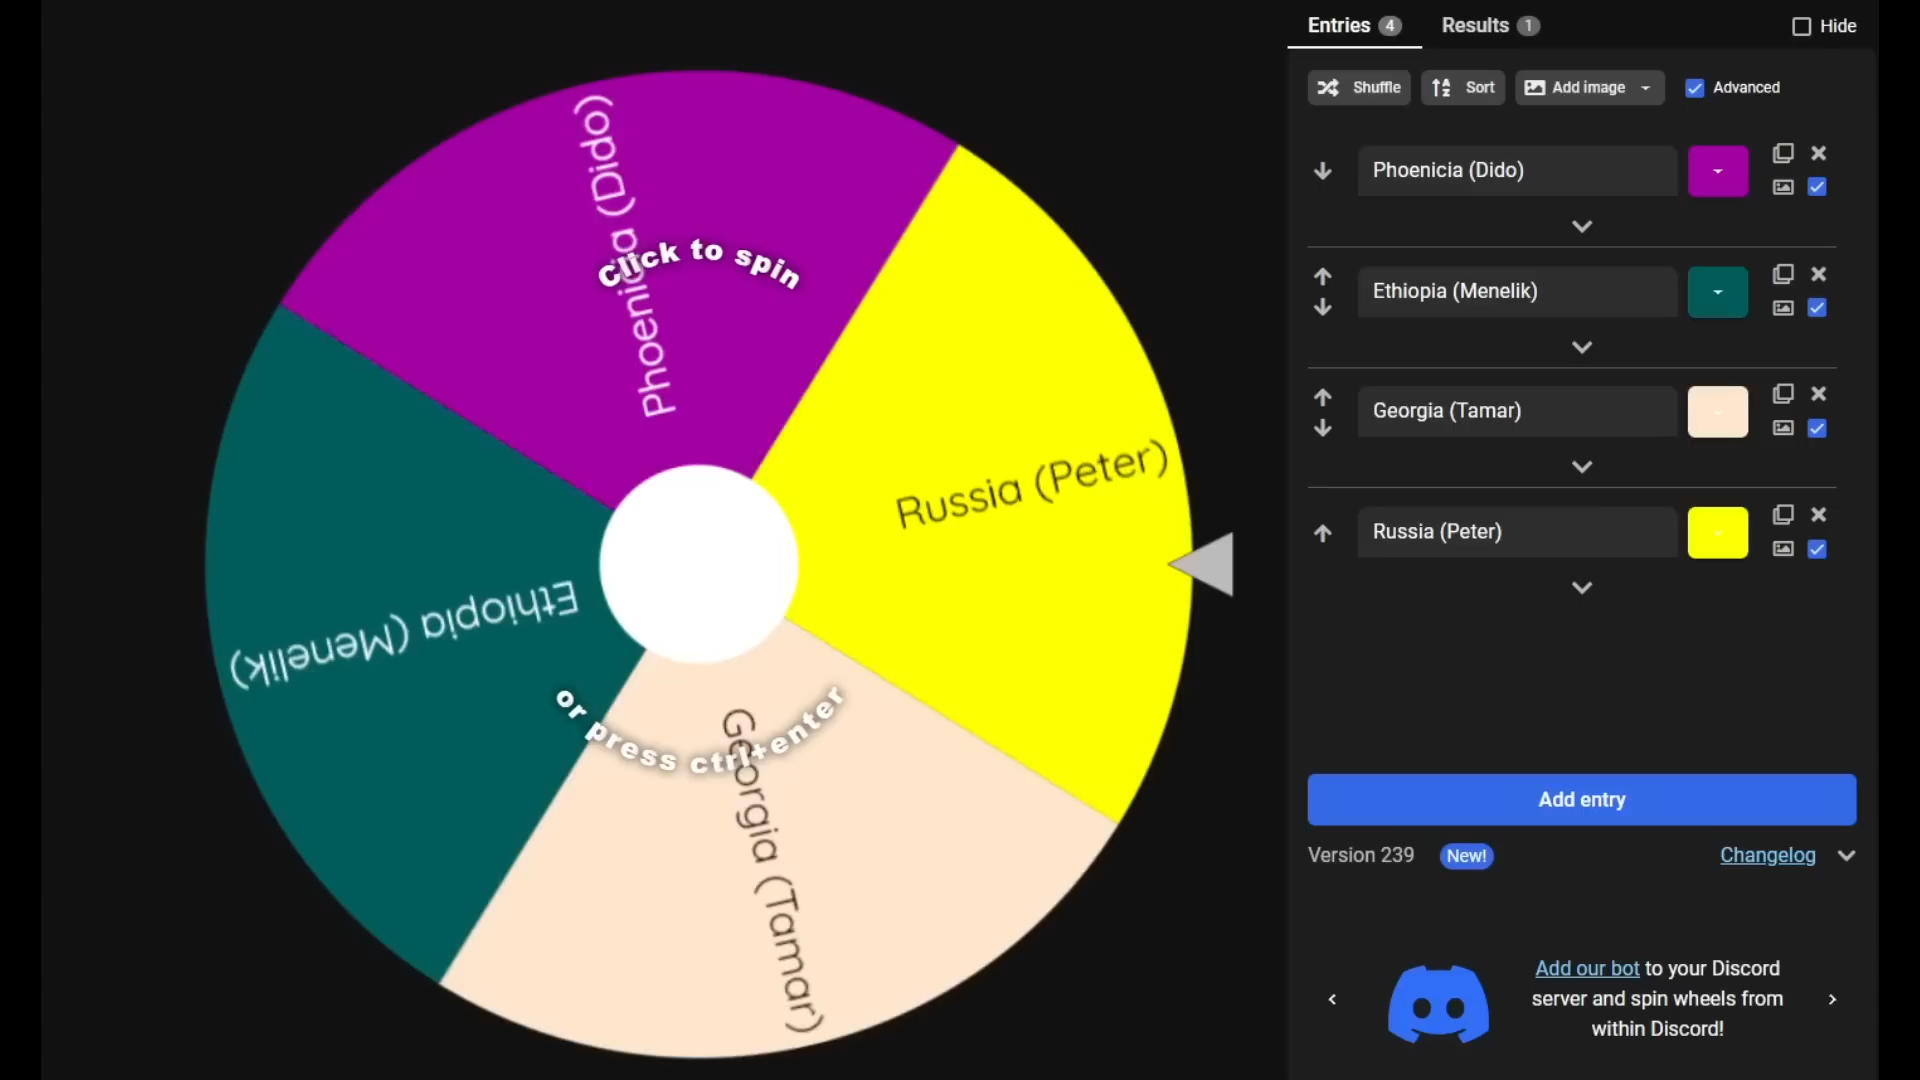 Entries 4
Results 1
Hide
Shuffle
Sort
Add image
Advanced
Phoenicia (Dido)
Ethiopia (Menelik)
Georgia (Tamar)
Russia (Peter)
Add entry
Version 239
New!
Changelog
Add our bot to your Discord
server and spin wheels from
within Discord!
Phoenicia (Dido)
Click to spin
Russia (Peter)
Ethiopia (Menelik)
or press ctrl+enter
Georgia (Tamar)